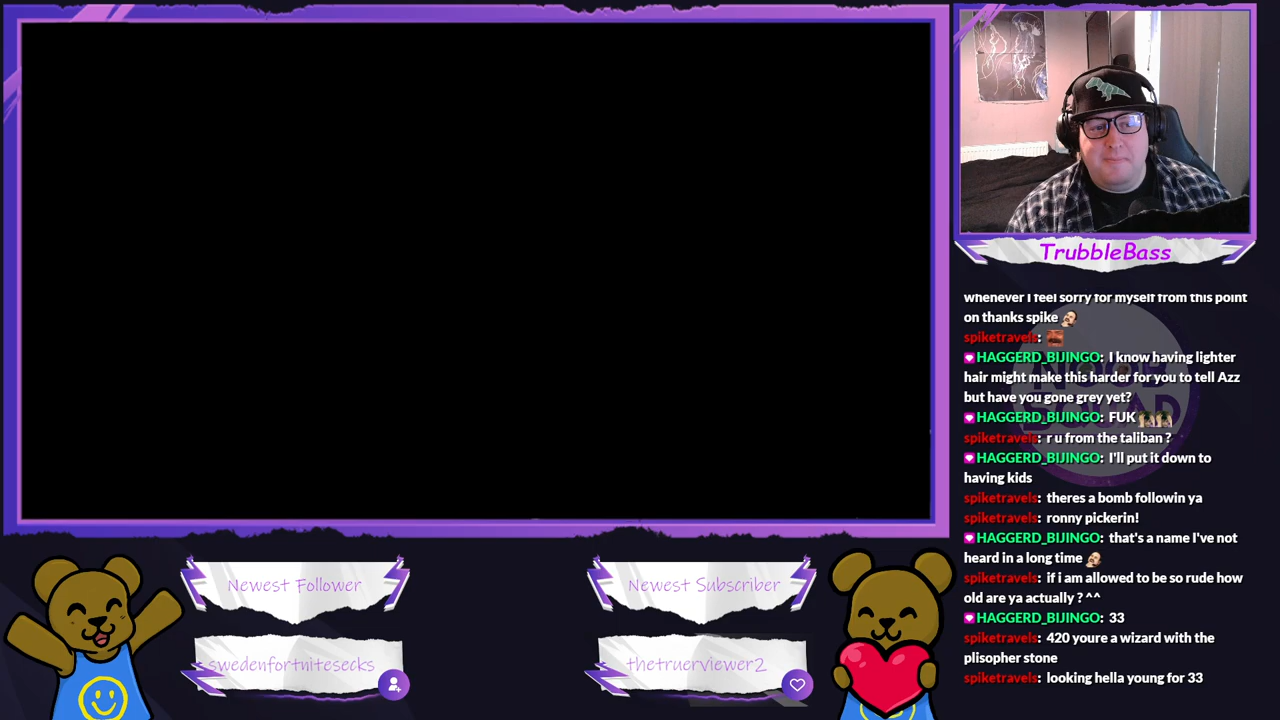 TrubbleBass
whenever I feel sorry for myself from this point
on thanks spike
spiketravels:
HAGGERD_BIJINGO: I know having lighter
hair might make this harder for you to tell Azz
but have you gone grey yet?
HAGGERD_BIJINGO: FUK
spiketravels: r u from the taliban ?
HAGGERD_BIJINGO: I'll put it down to
having kids
spiketravels: theres a bomb followin ya
spiketravels: ronny pickerin!
HAGGERD_BIJINGO: that's a name I've not
heard in a long time
spiketravels: if i am allowed to be so rude how
old are ya actually ? ^^
HAGGERD_BIJINGO: 33
spiketravels: 420 youre a wizard with the
plisopher stone
spiketravels: looking hella young for 33
NOOB
SQUAD
Newest Follower
swedenfortnitesecks
Newest Subscriber
thetruerviewer2